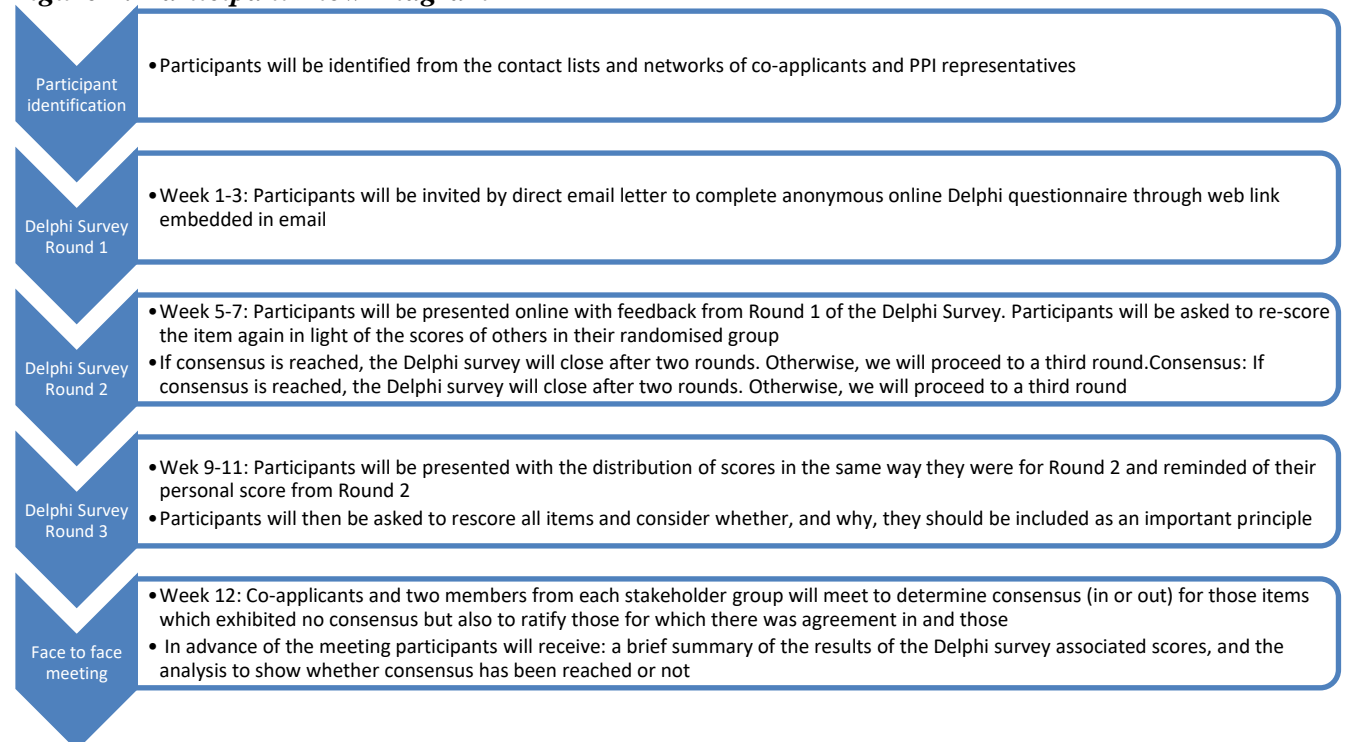 Participant
identification
•Participants will be identified from the contact lists and networks of co-applicants and PPI representatives
Delphi Survey
Round 1
•Week 1-3: Participants will be invited by direct email letter to complete anonymous online Delphi questionnaire through web link
embedded in email
Delphi Survey
Round 2
•Week 5-7: Participants will be presented online with feedback from Round 1 of the Delphi Survey. Participants will be asked to re-score
the item again in light of the scores of others in their randomised group
•If consensus is reached, the Delphi survey will close after two rounds. Otherwise, we will proceed to a third round.Consensus: If
consensus is reached, the Delphi survey will close after two rounds. Otherwise, we will proceed to a third round
Delphi Survey
Round 3
•Wek 9-11: Participants will be presented with the distribution of scores in the same way they were for Round 2 and reminded of their
personal score from Round 2
•Participants will then be asked to rescore all items and consider whether, and why, they should be included as an important principle
Face to face
meeting
•Week 12: Co-applicants and two members from each stakeholder group will meet to determine consensus (in or out) for those items
which exhibited no consensus but also to ratify those for which there was agreement in and those
• In advance of the meeting participants will receive: a brief summary of the results of the Delphi survey associated scores, and the
analysis to show whether consensus has been reached or not